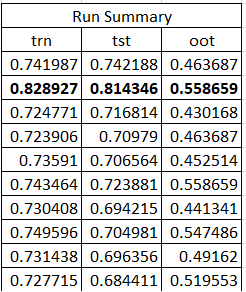 Run Summary
trn tst oot
0.741987 0.742188 0.463687
0.828927 0.814346 0.558659
0.724771 0.716814 0.430168
0.723906 0.70979 0.463687
0.73591 0.706564 0.452514
0.743464 0.723881 0.558659
0.730408 0.694215 0.441341
0.749596 0.704981 0.547486
0.731438 0.696356 0.49162
0.727715 0.684411 0.519553